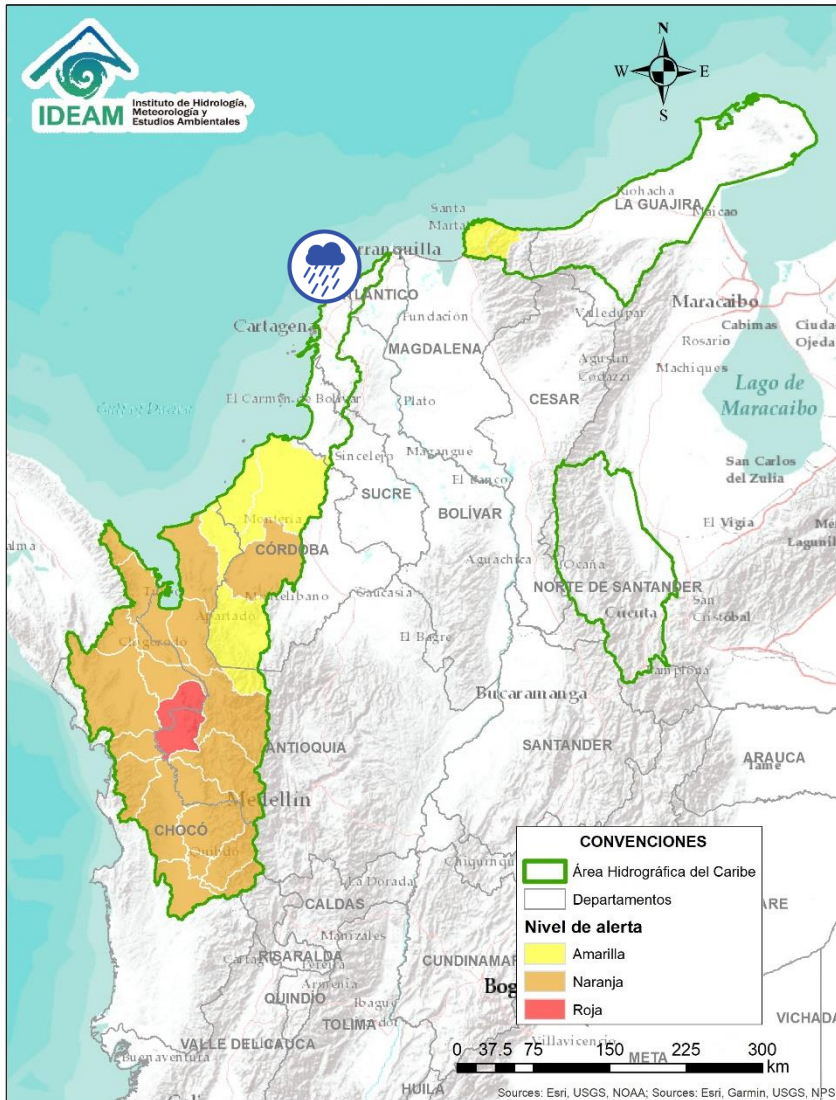 IDEAM
Instituto de Hidrología,
Meteorología y
Estudios Ambientales
N
W
E
S
Riohacha
LA GUAJIRA
Maicao
Santa
Marta
rranquilla
ATLÁNTICO
Cartagena
Fundación
Valledupar
Maracaibo
Cabimas
Ciudad
Ojeda
Rosario
MAGDALENA
Agustín
Codazzi
Machiques
Lago de
Maracaibo
CESAR
El Carmen de Bolívar
Plato
Sincelejo
Magangué
El Banco
San Carlos
del Zulia
SUCRE
BOLÍVAR
Montería
CÓRDOBA
El Vigía
Aguachica
Ocaña
NORTE DE SANTANDER
Montelíbano
Caucasia
Cúcuta
San
Cristóbal
Apartadó
El Bagre
Chigorodó
Pamplona
Bucaramanga
ANTIOQUIA
SANTANDER
ARAUCA
Tame
Medellín
CHOCÓ
Quibdó
La Dorada
CALDAS
Manizales
RISARALDA
Pereira
Armenia
CUNDINAMAR
QUINDÍO
Ibagué
Bog
TOLIMA
VICHADA
Villavicencio
VALLE DEL CAUCA
META
Buenaventura
HUILA
CONVENCIONES
Área Hidrográfica del Caribe
Departamentos
Nivel de alerta
Amarilla
Naranja
Roja
0 37.5 75 150 225 300
km
Sources: Esri, USGS, NOAA; Sources: Esri, Garmin, USGS, NPS